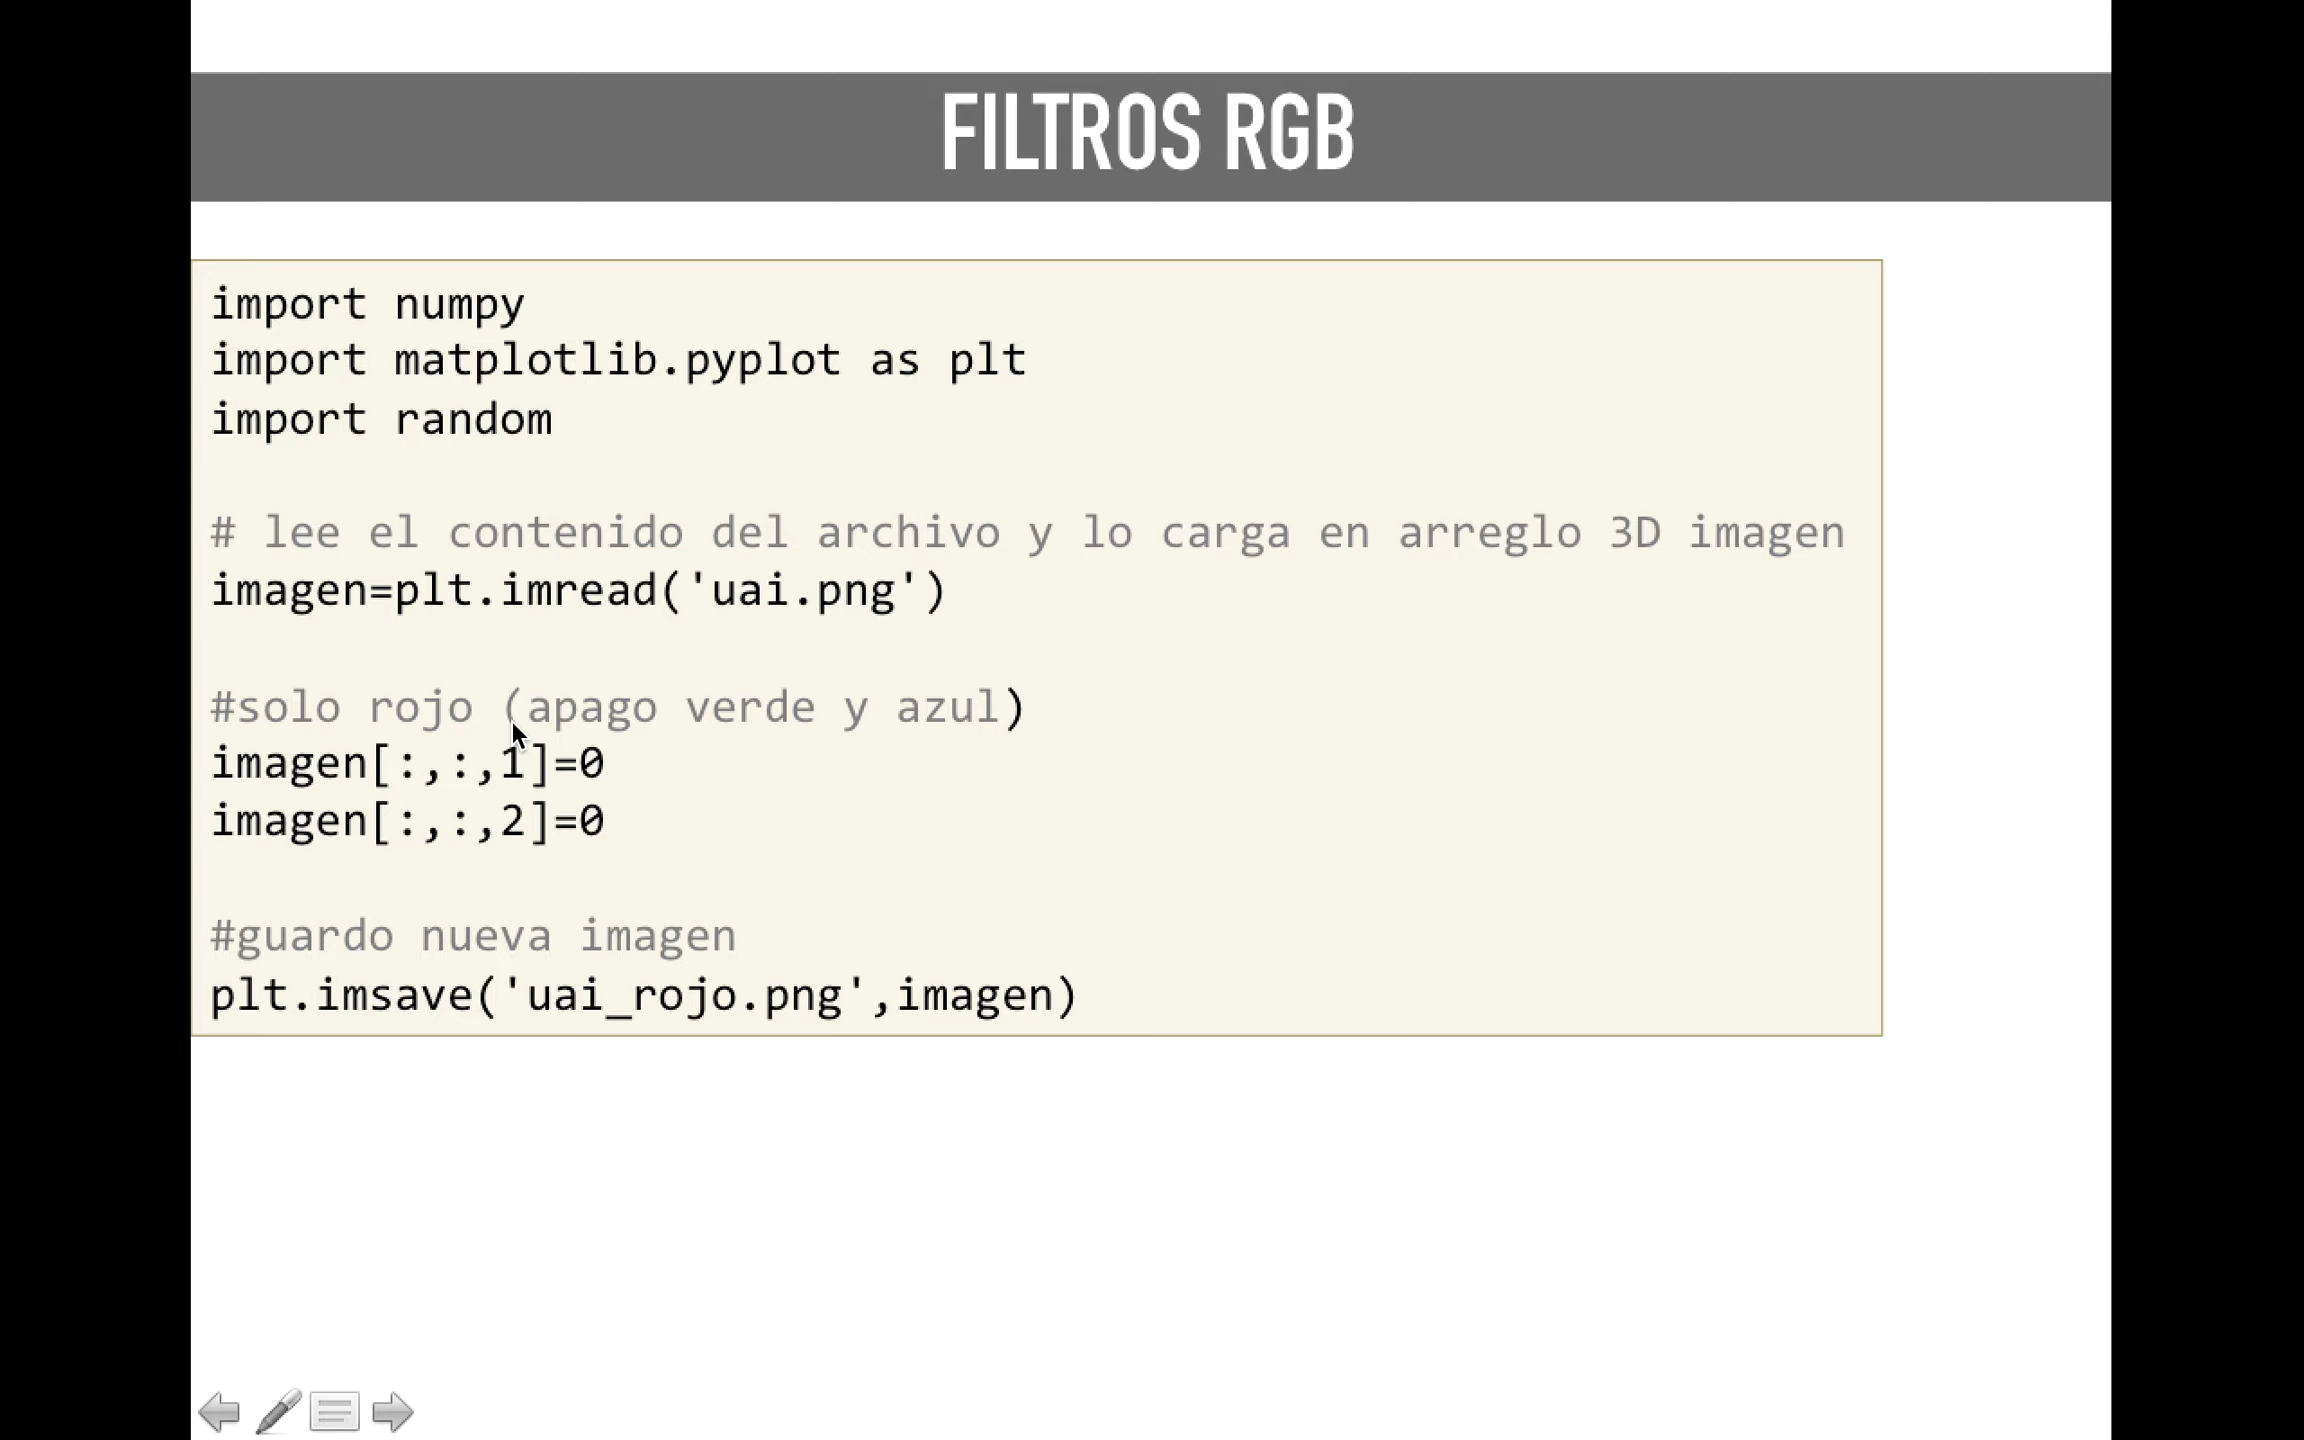 FILTROS RGB
import numpy
import matplotlib.pyplot as plt
import random
# lee el contenido del archivo y lo carga en arreglo 3D imagen
imagen=plt.imread('uai.png')
#solo rojo (apago verde y azul)
imagen[:,:,1]=0
imagen[:,:,2]=0
#guardo nueva imagen
plt.imsave('uai_rojo.png',imagen)